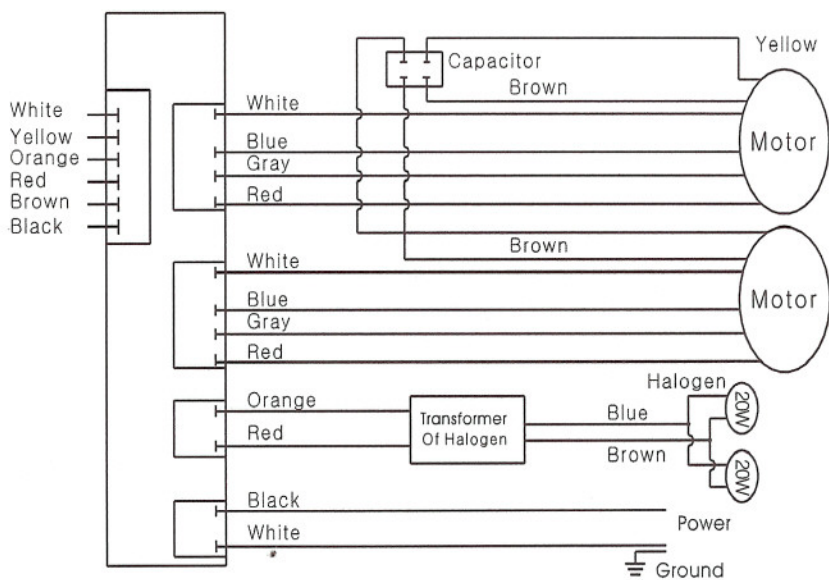 White
Yellow
Orange
Red
Brown
Black
White
Blue
Gray
Red
Capacitor
Yellow
Brown
Motor
Brown
White
Blue
Gray
Red
Motor
Orange
Red
Transformer
Of Halogen
Blue
Brown
Halogen
20W
20W
Black
White
Power
Ground